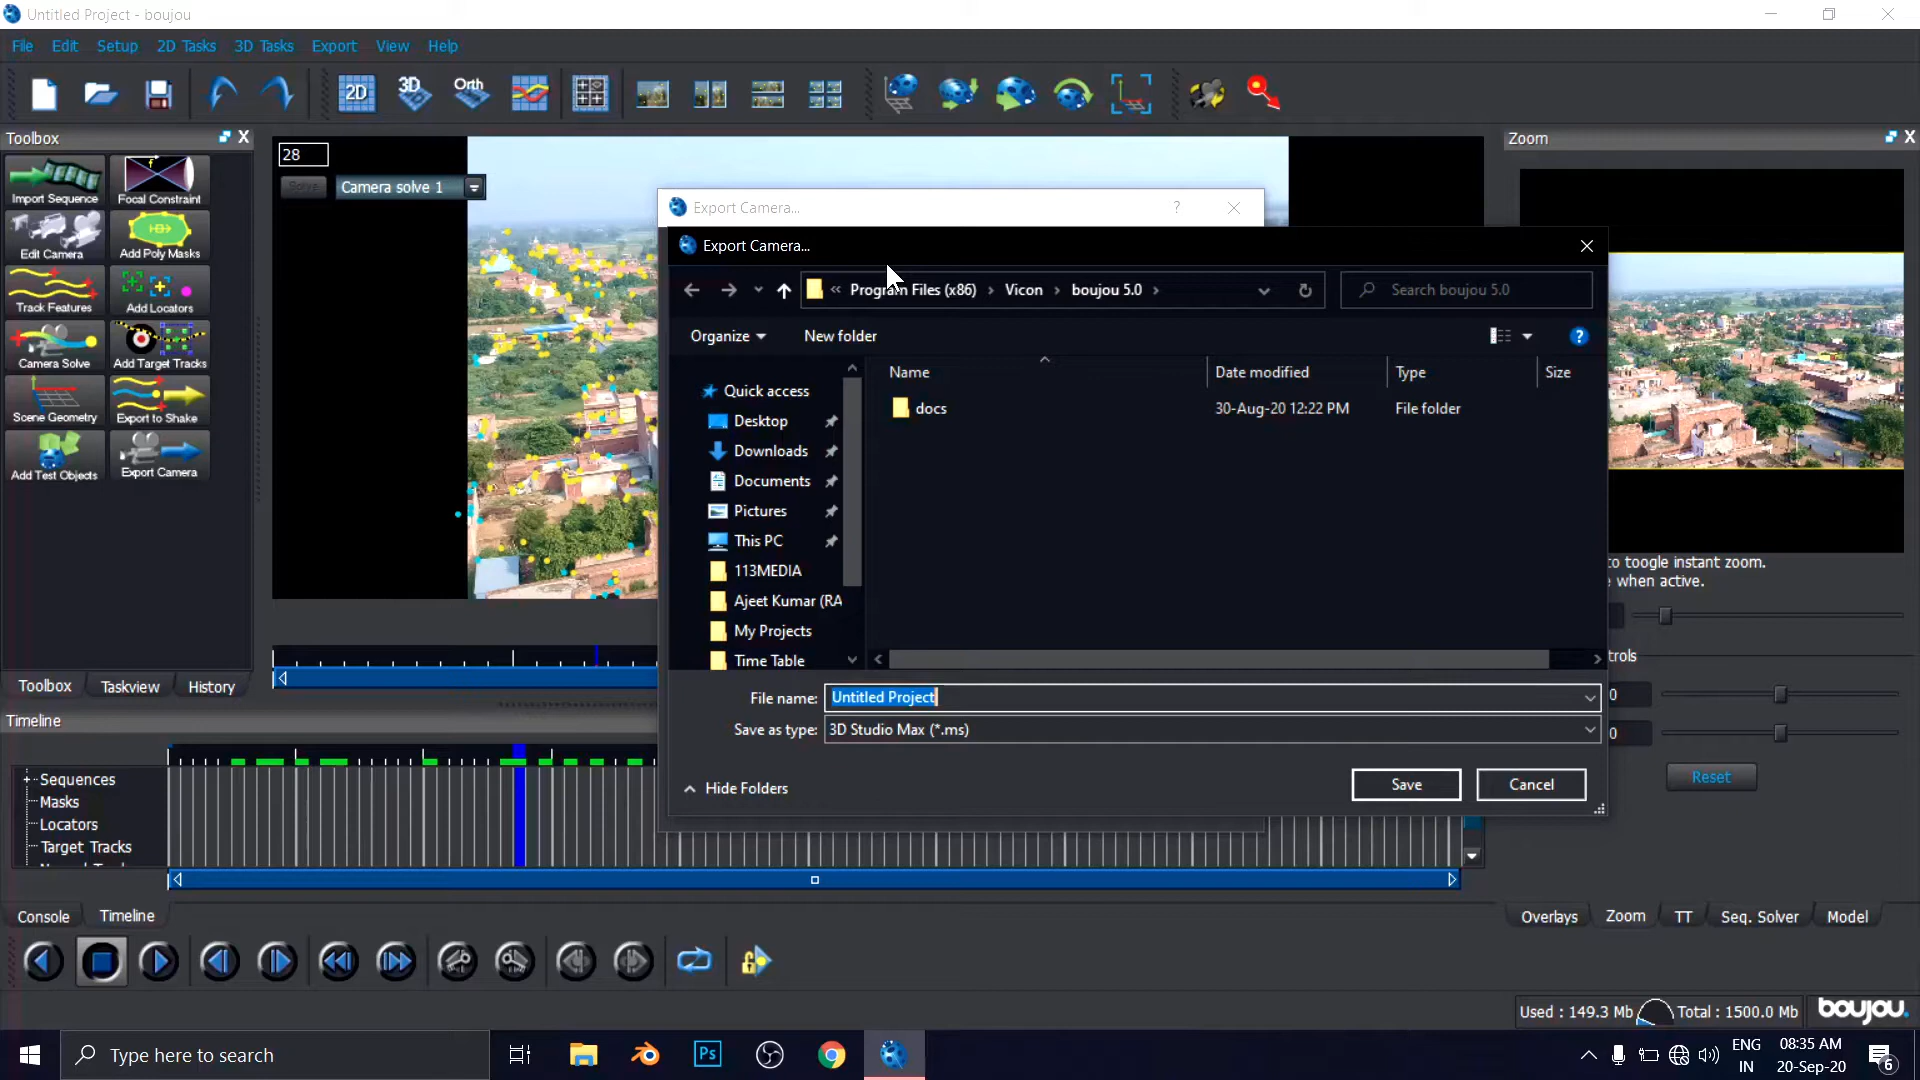 Untitled Project - boujou
File Edit Setup 2D Tasks 3D Tasks Export View Help
2D 3D Orth
Toolbox
Import Sequence
Focal Constraint
Edit Camera
Add Poly Masks
Track Features
Add Locators
Camera Solve
Add Target Tracks
Scene Geometry
Export to Shake
Add Test Objects
Export Camera
Toolbox Taskview History
28
Solve
Camera solve 1
Export Camera...
?
Export Camera...
« Program Files (x86) › Vicon › boujou 5.0 ›
Search boujou 5.0
Organize
New folder
?
Quick access
Desktop
Downloads
Documents
Pictures
This PC
113MEDIA
Ajeet Kumar (RA
My Projects
Time Table
Name Date modified Type Size
docs 30-Aug-20 12:22 PM File folder
File name: Untitled Project
Save as type: 3D Studio Max (*.ms)
Hide Folders
Save
Cancel
Zoom
to toogle instant zoom.
when active.
trols
0
0
Reset
Timeline
Sequences
Masks
Locators
Target Tracks
Console Timeline
Overlays Zoom TT Seq. Solver Model
Used : 149.3 Mb
Total : 1500.0 Mb
boujou.
Type here to search
Ps
ENG
IN
08:35 AM
20-Sep-20
6